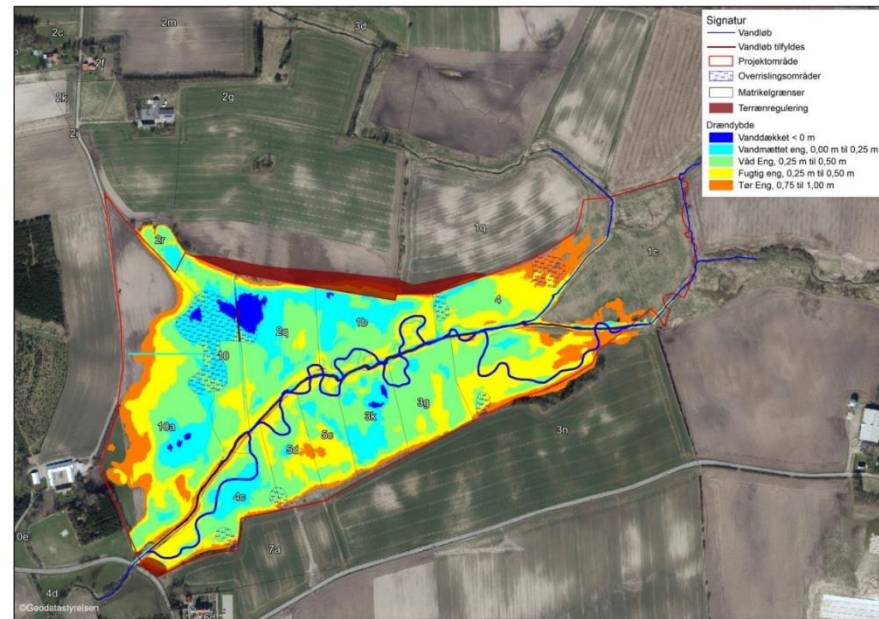 Signatur
Vandløb
Vandløb tilfyldes
Projektområde
Overrislingsområder
Matrikelgrænser
Terrænregulering
Drændybde
Vanddækket < 0 m
Vandmættet eng, 0,00 m til 0,25 m
Våd Eng, 0,25 m til 0,50 m
Fugtig eng, 0,25 m til 0,50 m
Tør Eng, 0,75 til 1,00 m
2c
2m
3d
2f
2k
2g
2i
1q
1c
2r
4
2q
1b
10
3g
3k
10a
5c
5d
3n
4c
0e
7a
4d
©Geodatastyrelsen